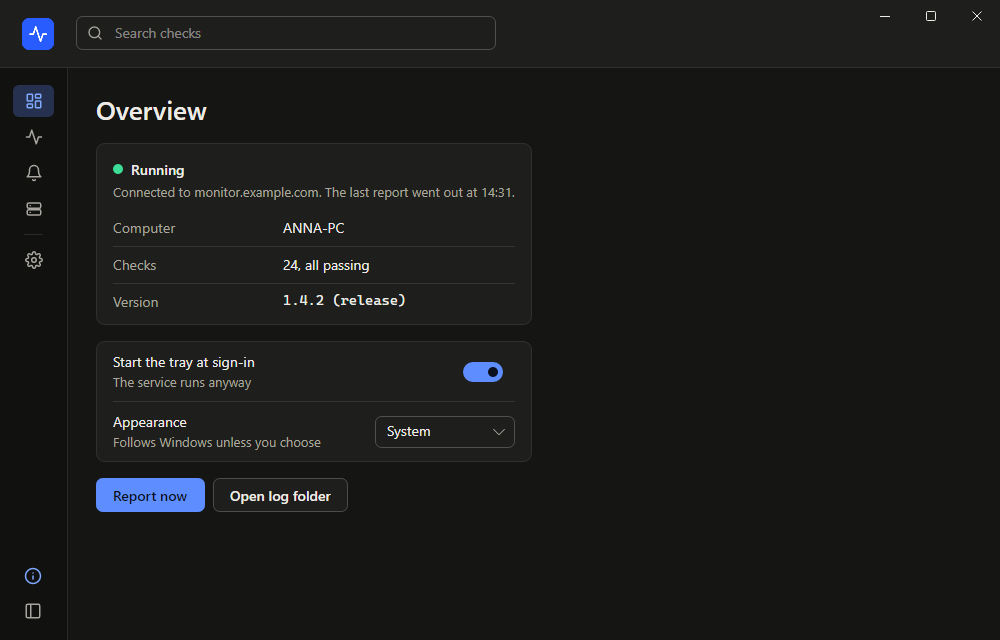 Search checks
Overview
Running
Connected to monitor.example.com. The last report went out at 14:31.
Computer ANNA-PC
Checks 24, all passing
Version 1.4.2 (release)
Start the tray at sign-in
The service runs anyway
Appearance
Follows Windows unless you choose
System
Report now Open log folder